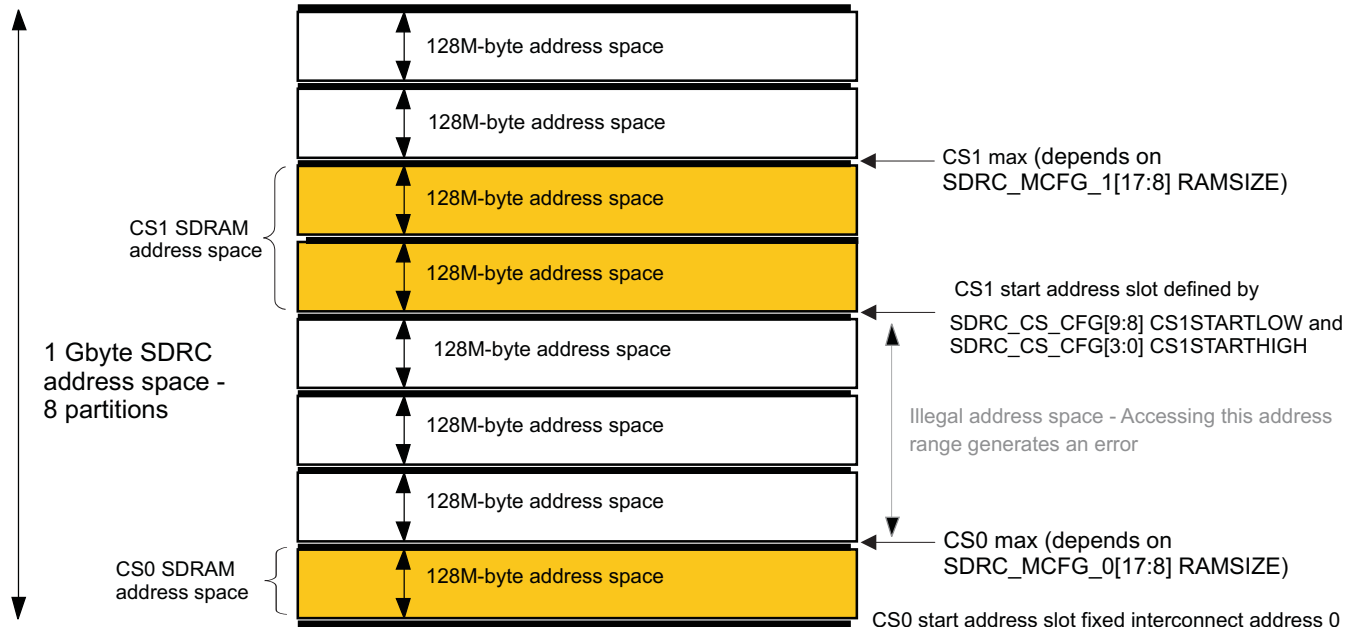 128M-byte address space
128M-byte address space
CS1 max (depends on
SDRC_MCFG_1[17:8] RAMSIZE)
128M-byte address space
CS1 SDRAM
address space
128M-byte address space
CS1 start address slot defined by
SDRC_CS_CFG[9:8] CS1STARTLOW and
SDRC_CS_CFG[3:0] CS1STARTHIGH
128M-byte address space
1 Gbyte SDRC
address space -
8 partitions
128M-byte address space
Illegal address space - Accessing this address
range generates an error
128M-byte address space
CS0 max (depends on
SDRC_MCFG_0[17:8] RAMSIZE)
CS0 SDRAM
address space
128M-byte address space
CS0 start address slot fixed interconnect address 0